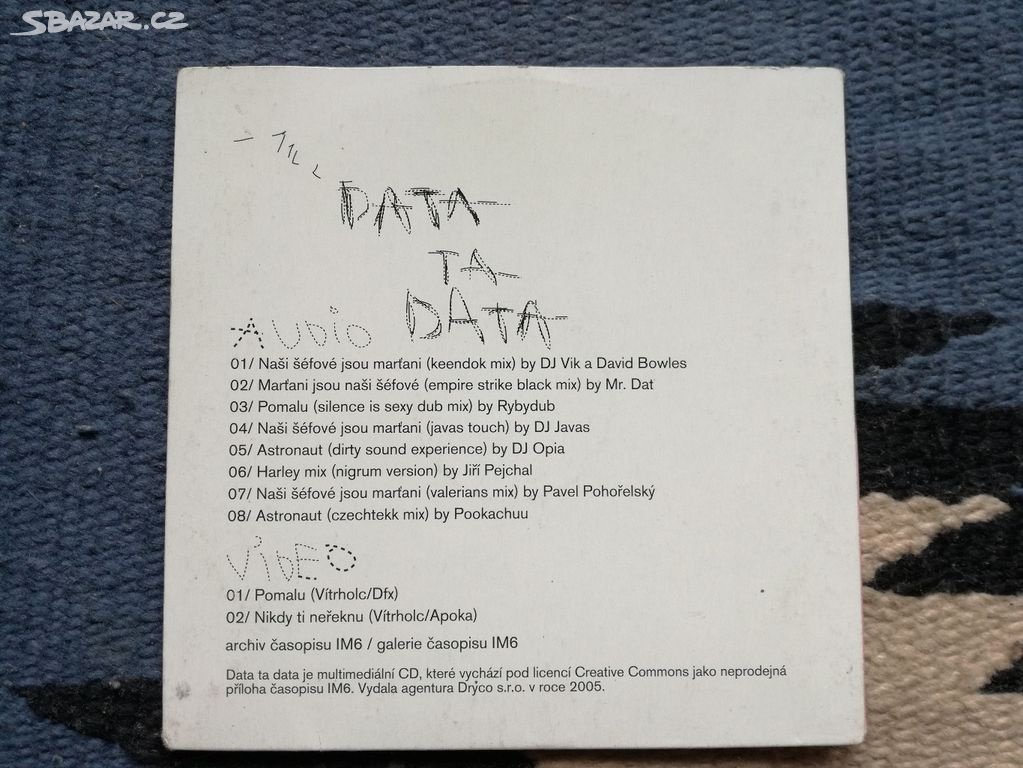 SBAZAR.CZ
DATA
TA
DATA
AUDIO
01/ Naši šéfové jsou marťani (keendok mix) by DJ Vik a David Bowles
02/ Marťani jsou naši šéfové (empire strike black mix) by Mr. Dat
03/ Pomalu (silence is sexy dub mix) by Rybydub
04/ Naši šéfové jsou marťani (javas touch) by DJ Javas
05/ Astronaut (dirty sound experience) by DJ Opia
06/ Harley mix (nigrum version) by Jiří Pejchal
07/ Naši šéfové jsou marťani (valerians mix) by Pavel Pohořelský
08/ Astronaut (czechtekk mix) by Pookachuu
VIDEO
01/ Pomalu (Vítrholc/Dfx)
02/ Nikdy ti neřeknu (Vítrholc/Apoka)
archiv časopisu IM6 / galerie časopisu IM6
Data ta data je multimediální CD, které vychází pod licencí Creative Commons jako neprodejná
příloha časopisu IM6. Vydala agentura Drýco s.r.o. v roce 2005.